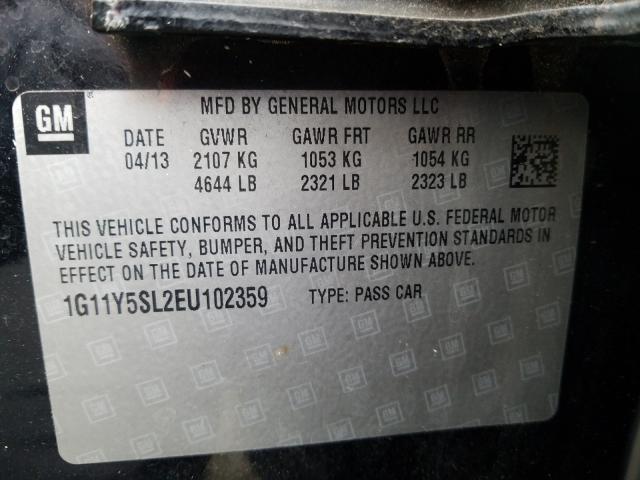 GM
MFD BY GENERAL MOTORS LLC
DATE GVWR GAWR FRT GAWR RR
04/13 2107 KG 1053 KG 1054 KG
4644 LB 2321 LB 2323 LB
THIS VEHICLE CONFORMS TO ALL APPLICABLE U.S. FEDERAL MOTOR
VEHICLE SAFETY, BUMPER, AND THEFT PREVENTION STANDARDS IN
EFFECT ON THE DATE OF MANUFACTURE SHOWN ABOVE.
1G11Y5SL2EU102359 TYPE: PASS CAR